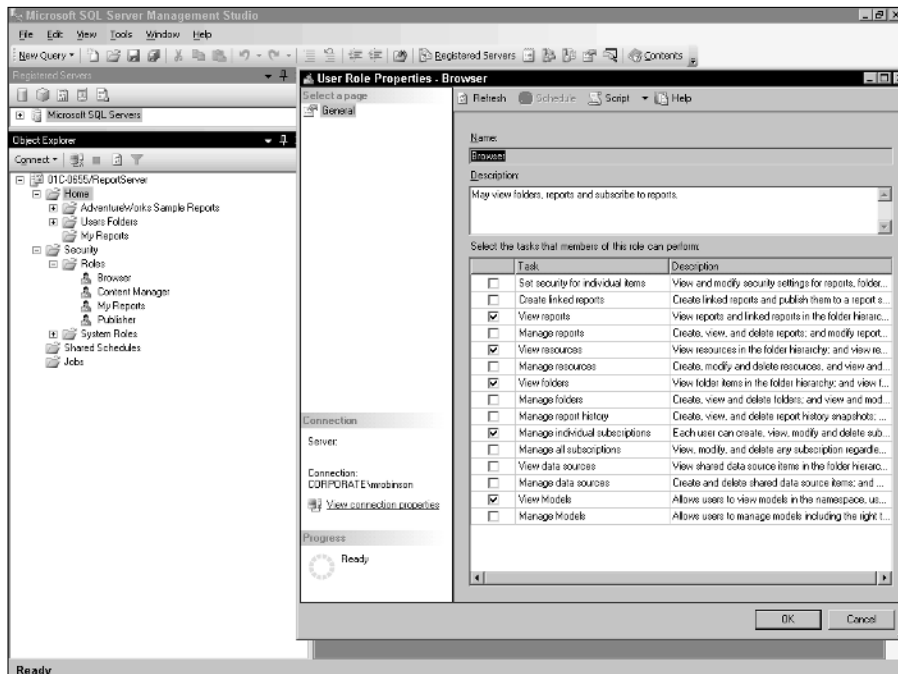 Microsoft SQL Server Management Studio
File Edit View Tools Window Help
New Query Registered Servers Contents
Registered Servers
Microsoft SQL Servers
Object Explorer
Connect
01C-0655/ReportServer
Home
AdventureWorks Sample Reports
Users Folders
My Reports
Security
Roles
Browser
Content Manager
My Reports
Publisher
System Roles
Shared Schedules
Jobs
User Role Properties - Browser
Select a page
General
Connection
Server:
Connection:
CORPORATE\mrobinson
View connection properties
Progress
Ready
Refresh Schedule Script Help
Name:
Browser
Description:
May view folders, reports and subscribe to reports.
Select the tasks that members of this role can perform:
Task Description
Set security for individual items View and modify security settings for reports, folder...
Create linked reports Create linked reports and publish them to a report s...
View reports View reports and linked reports in the folder hierarc...
Manage reports Create, view, and delete reports; and modify report...
View resources View resources in the folder hierarchy; and view re...
Manage resources Create, modify and delete resources, and view and...
View folders View folder items in the folder hierarchy; and view f...
Manage folders Create, view and delete folders; and view and mod...
Manage report history Create, view, and delete report history snapshots; ...
Manage individual subscriptions Each user can create, view, modify and delete sub...
Manage all subscriptions View, modify, and delete any subscription regardle...
View data sources View shared data source items in the folder hierarc...
Manage data sources Create and delete shared data source items; and ...
View Models Allows users to view models in the namespace, us...
Manage Models Allows users to manage models including the right t...
OK Cancel
Ready